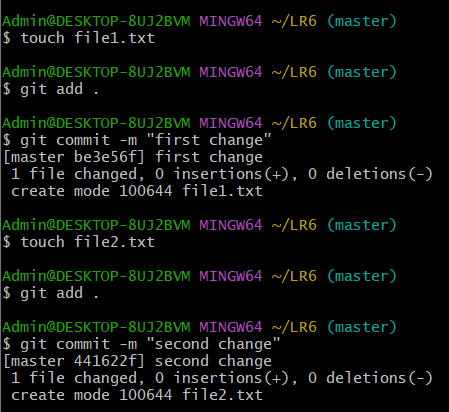 Admin@DESKTOP-8UJ2BVM MINGW64 ~/LR6 (master)
$ touch file1.txt
Admin@DESKTOP-8UJ2BVM MINGW64 ~/LR6 (master)
$ git add .
Admin@DESKTOP-8UJ2BVM MINGW64 ~/LR6 (master)
$ git commit -m "first change"
[master be3e56f] first change
 1 file changed, 0 insertions(+), 0 deletions(-)
 create mode 100644 file1.txt
Admin@DESKTOP-8UJ2BVM MINGW64 ~/LR6 (master)
$ touch file2.txt
Admin@DESKTOP-8UJ2BVM MINGW64 ~/LR6 (master)
$ git add .
Admin@DESKTOP-8UJ2BVM MINGW64 ~/LR6 (master)
$ git commit -m "second change"
[master 441622f] second change
 1 file changed, 0 insertions(+), 0 deletions(-)
 create mode 100644 file2.txt